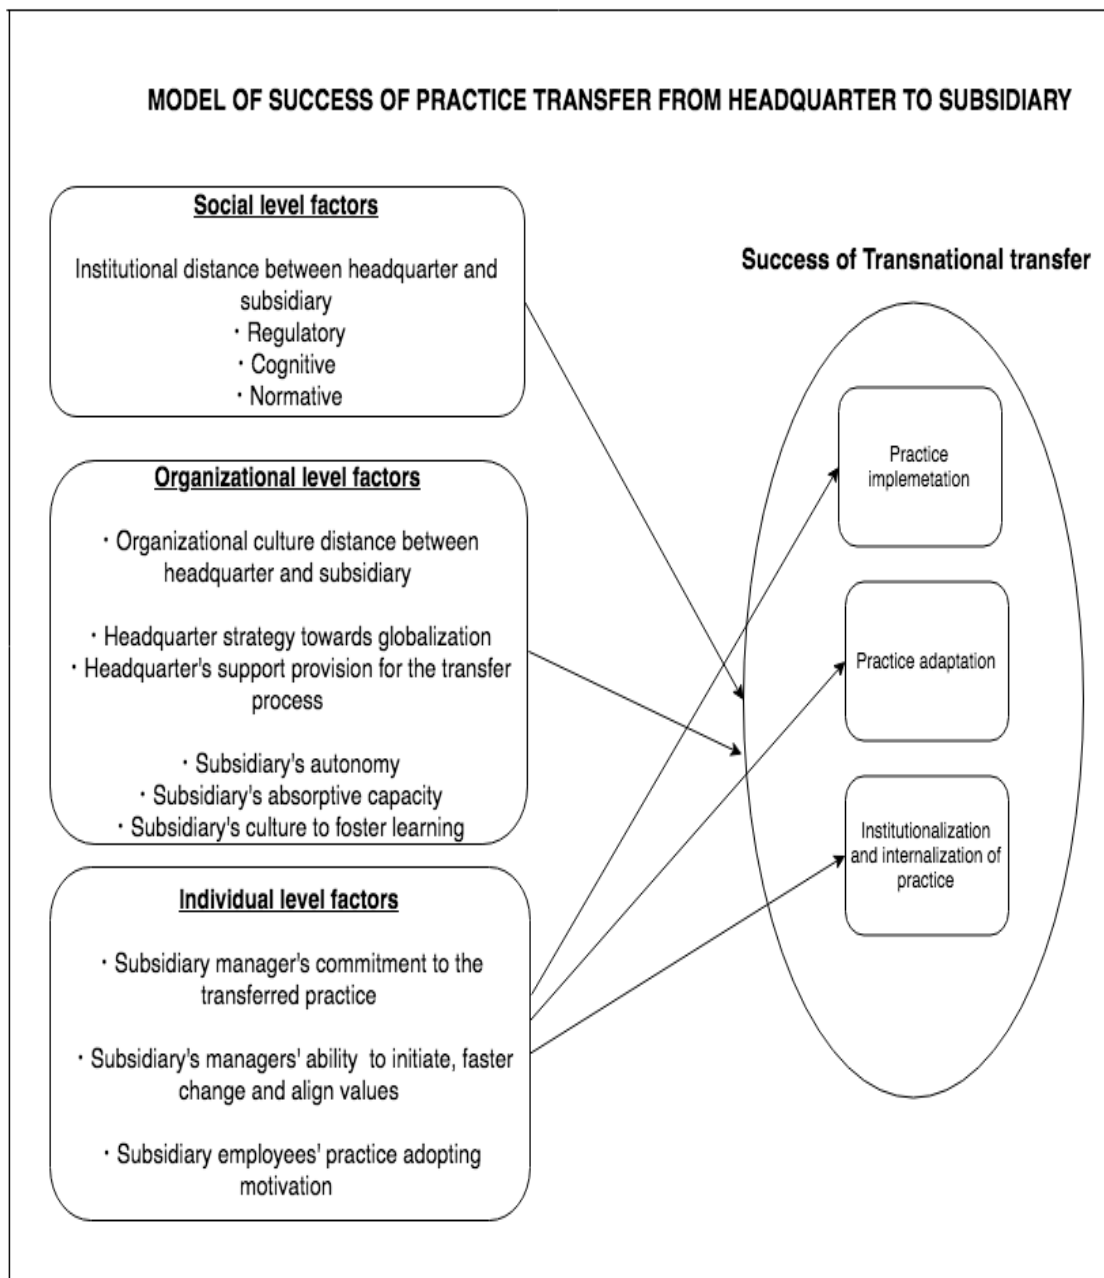 MODEL OF SUCCESS OF PRACTICE TRANSFER FROM HEADQUARTER TO SUBSIDIARY
Social level factors
Institutional distance between headquarter and
subsidiary
· Regulatory
· Cognitive
· Normative
Organizational level factors
· Organizational culture distance between
headquarter and subsidiary
· Headquarter strategy towards globalization
· Headquarter's support provision for the transfer
process
· Subsidiary's autonomy
· Subsidiary's absorptive capacity
· Subsidiary's culture to foster learning
Individual level factors
· Subsidiary manager's commitment to the
transferred practice
· Subsidiary's managers' ability to initiate, faster
change and align values
· Subsidiary employees' practice adopting
motivation
Success of Transnational transfer
Practice
implemetation
Practice adaptation
Institutionalization
and internalization of
practice